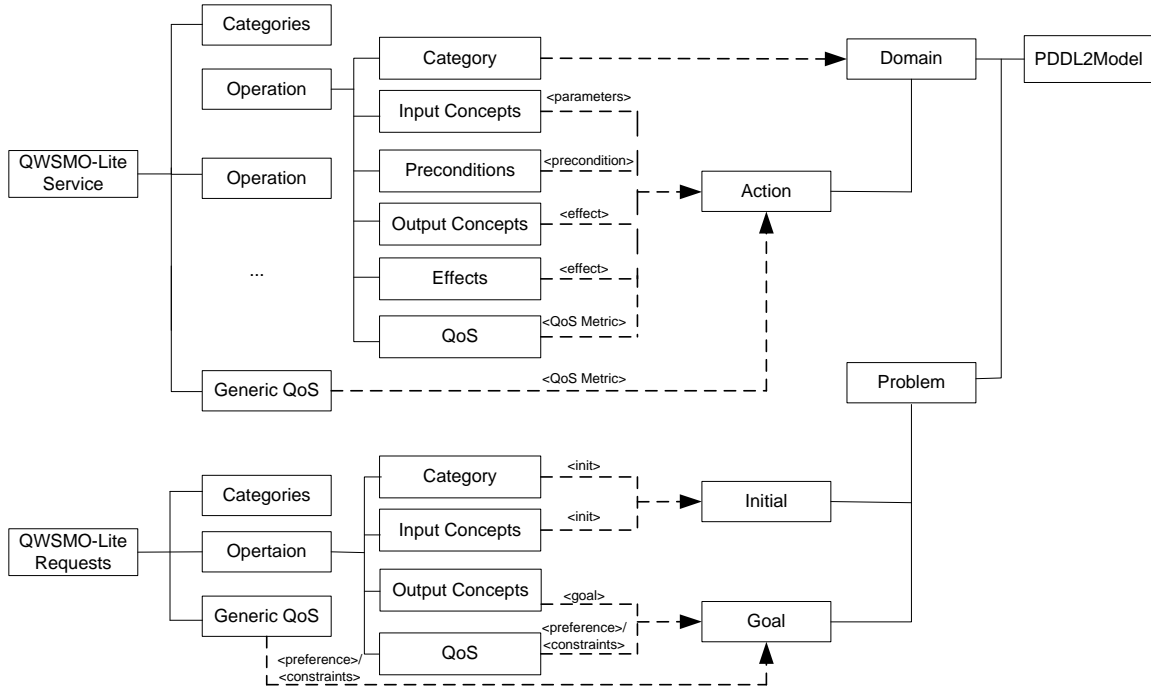 Categories
Category
Domain
PDDL2Model
Operation
Input Concepts
<parameters>
QWSMO-Lite
Service
Operation
Preconditions
<precondition>
Action
Output Concepts
<effect>
...
Effects
<effect>
QoS
<QoS Metric>
Generic QoS
<QoS Metric>
Problem
Categories
Category
<init>
Initial
QWSMO-Lite
Requests
Opertaion
Input Concepts
<init>
Generic QoS
Output Concepts
<goal>
Goal
QoS
<preference>/
<constraints>
<preference>/
<constraints>